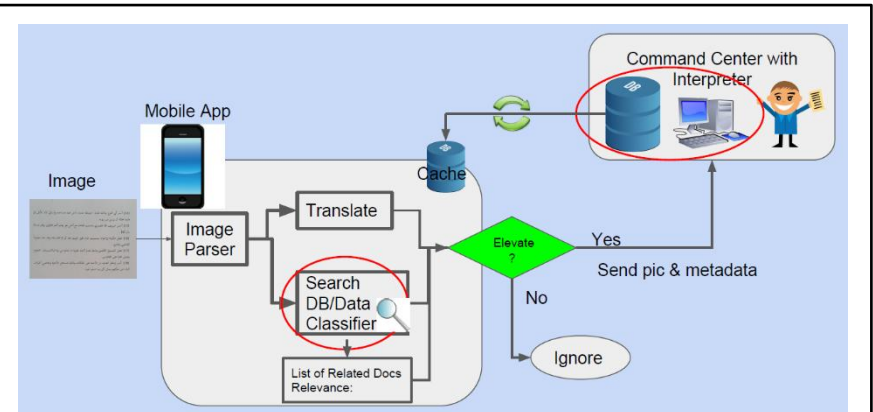 Command Center with
Interpreter
DB
Mobile App
DB
Cache
Image
Translate
Image
Parser
Elevate
?
Yes
Send pic & metadata
Search
DB/Data
Classifier
No
List of Related Docs
Relevance:
Ignore